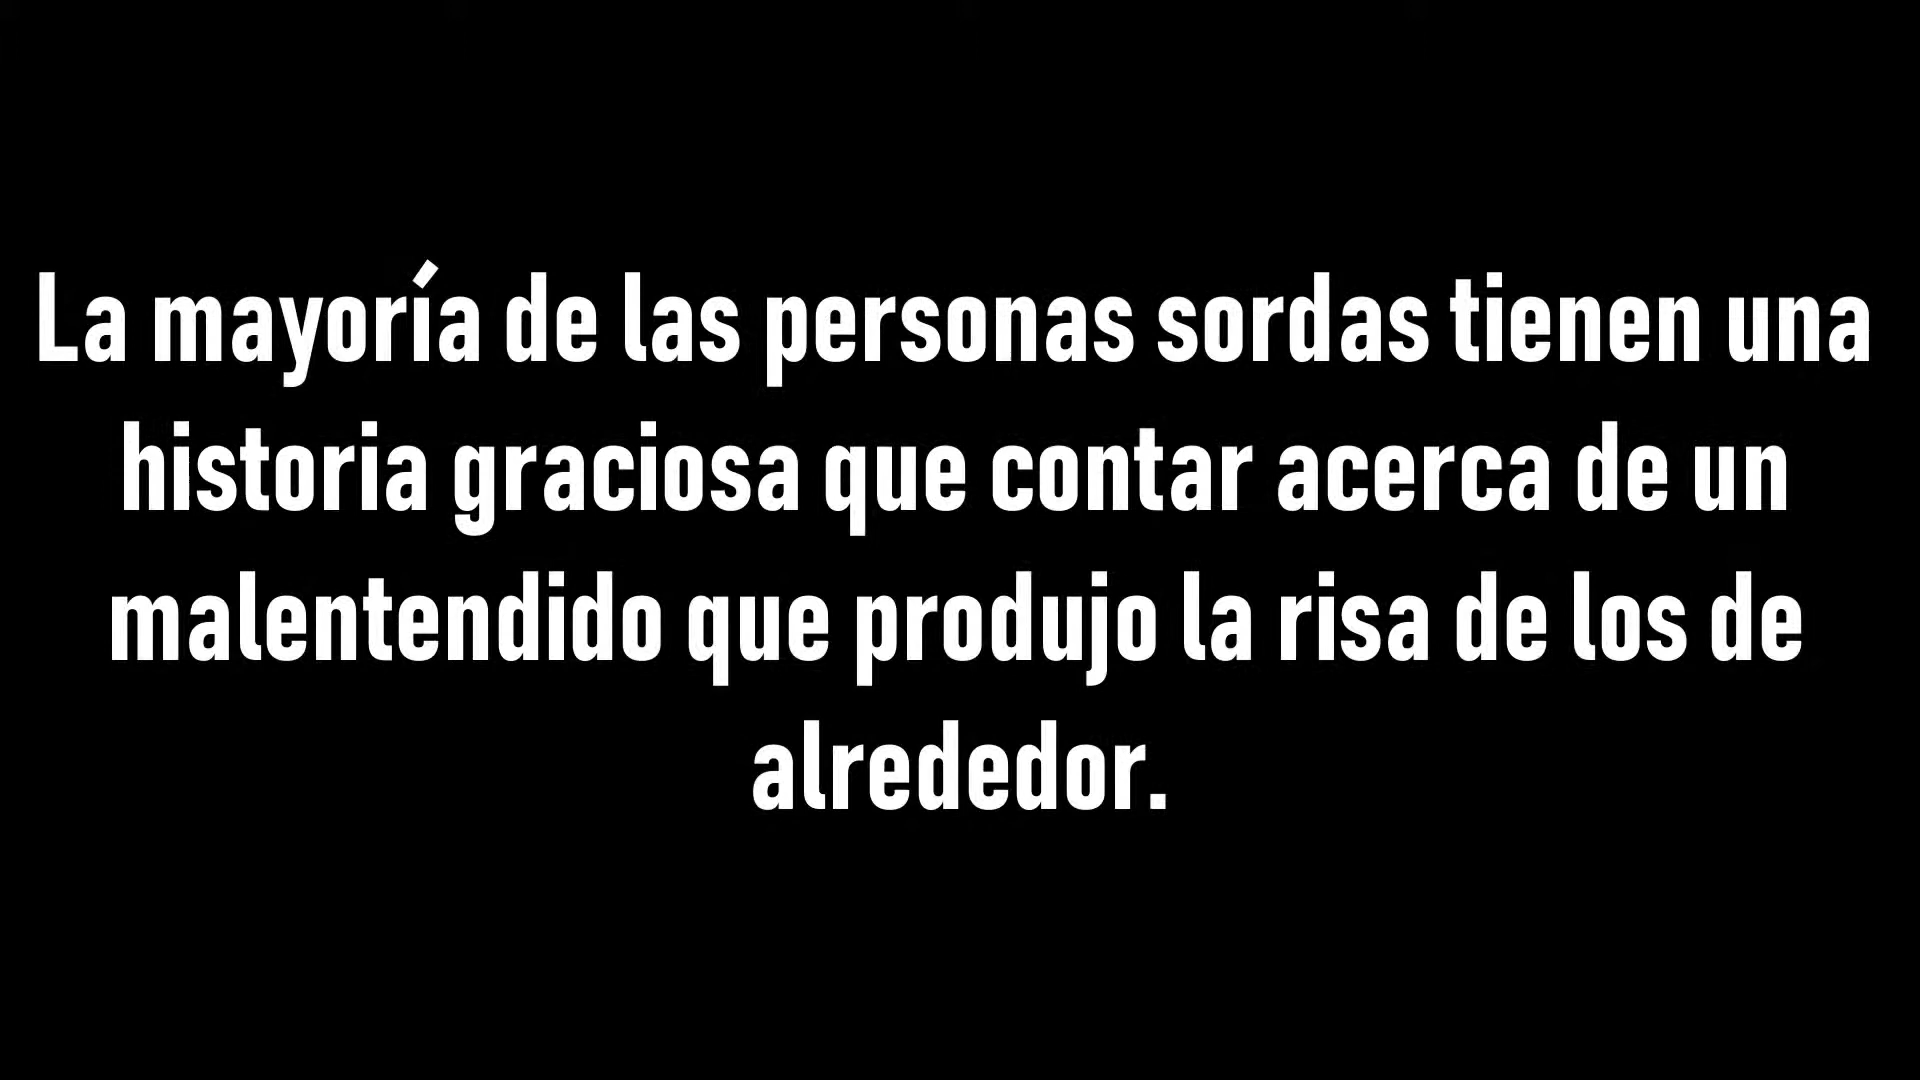 La mayoría de las personas sordas tienen una
historia graciosa que contar acerca de un
malentendido que produjo la risa de los de
alrededor.